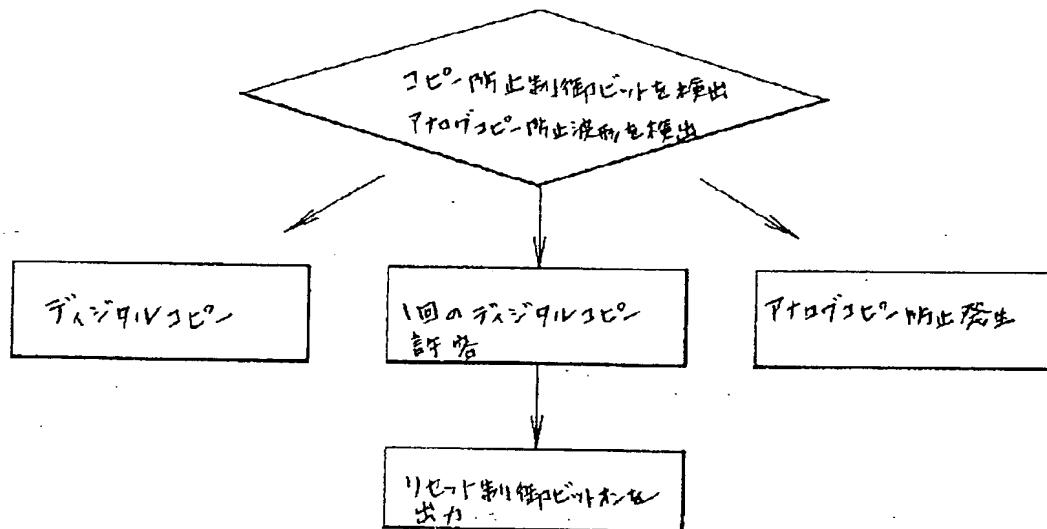 コピー防止制御ビットを検出
アナログコピー防止波形を検出
ディジタルコピー
1回のディジタルコピー
許容
アナログコピー防止発生
リセット制御ビットオンを
出力